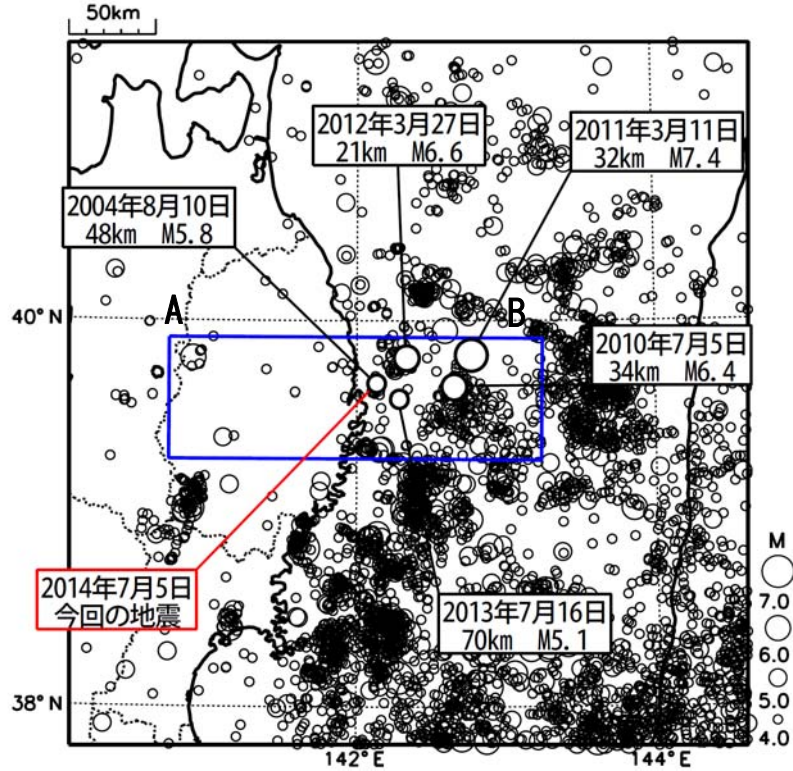 50km
2012年3月27日
21km M6.6
2011年3月11日
32km M7.4
2004年8月10日
48km M5.8
40°N
A
B
2010年7月5日
34km M6.4
2014年7月5日
今回の地震
2013年7月16日
70km M5.1
M
7.0
6.0
5.0
4.0
38°N
142°E
144°E